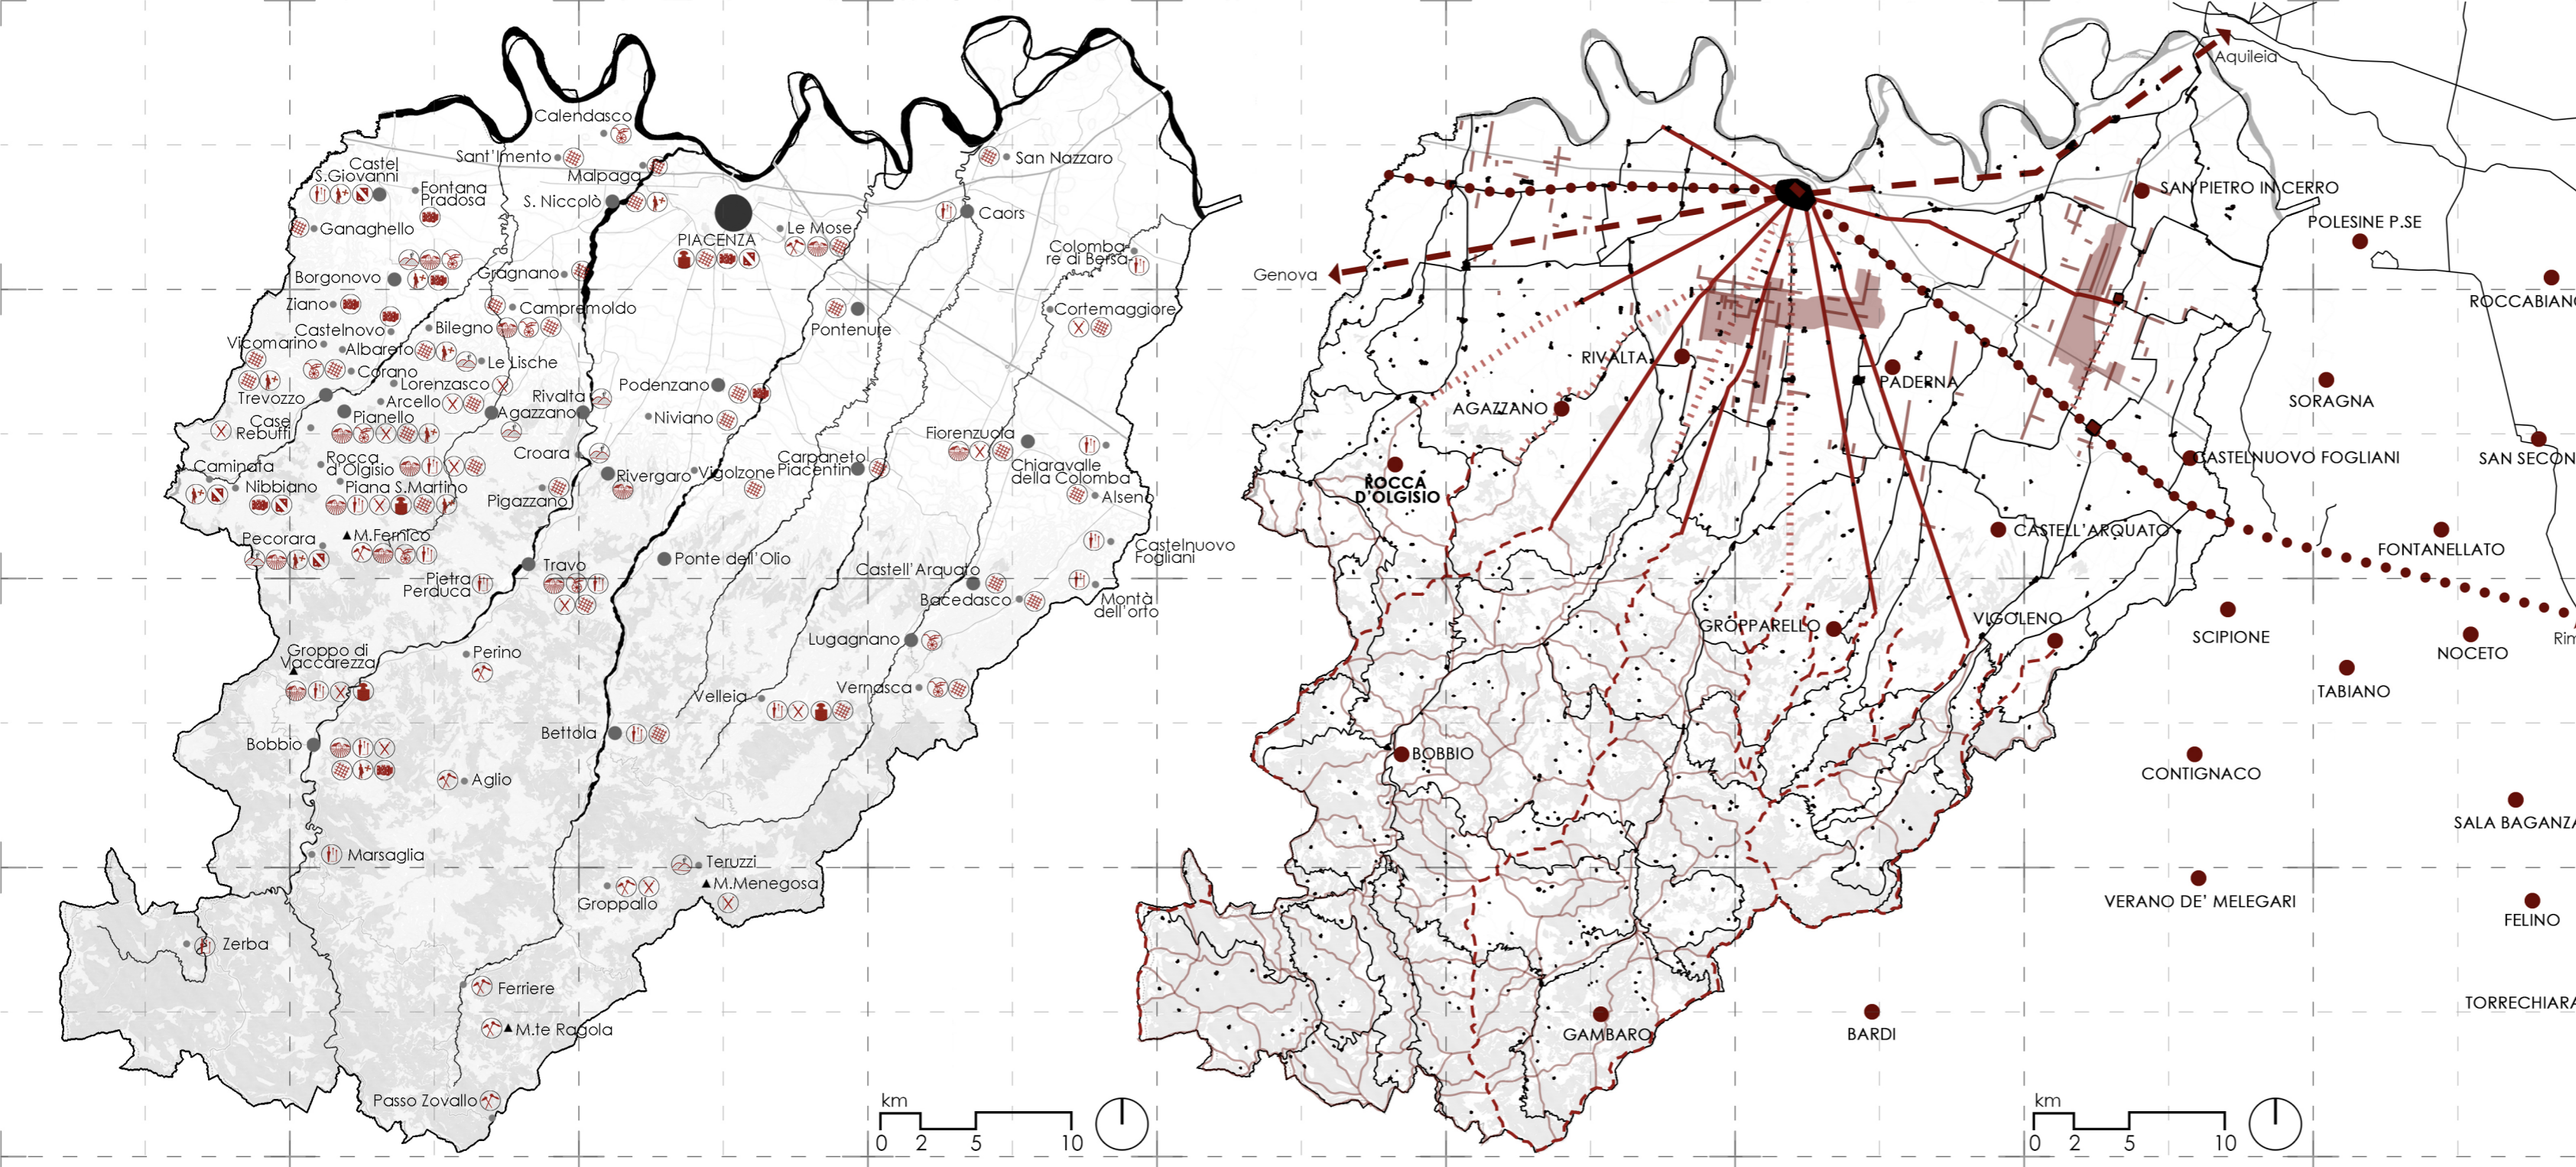 Calendasco
Sant'Imento
Malpaga
Castel
S.Giovanni
Fontana
Pradosa
S. Niccolò
Ganaghello
PIACENZA
Le Mose
San Nazzaro
Caors
Colomba-
re di Bersa
Borgonovo
Gragnano
Ziano
Campremoldo
Cortemaggiore
Castelnovo
Bilegno
Pontenure
Vicomarino
Albareto
Le Lische
Corano
Lorenzasco
Trevozzo
Arcello
Rivalta
Podenzano
Case
Rebuffi
Pianello
Agazzano
Niviano
Fiorenzuola
Croara
Caminata
Rocca
d'Olgisio
Rivergaro
Vigolzone
Carpaneto
Piacentino
Chiaravalle
della Colomba
Nibbiano
Piana S.Martino
Pigazzano
Alseno
Pecorara
M.Fernico
Castelnuovo
Fogliani
Ponte dell'Olio
Travo
Pietra
Perduca
Castell'Arquato
Bacedasco
Montà
dell'orto
Lugagnano
Groppo di
Vaccarezza
Perino
Velleia
Vernasca
Bettola
Bobbio
Aglio
Marsaglia
Teruzzi
M.Menegosa
Groppallo
Zerba
Ferriere
M.te Ragola
Passo Zovallo
km
0 2 5 10
Aquileia
SAN PIETRO IN CERRO
POLESINE P.SE
Genova
ROCCABIAN
RIVALTA
PADERNA
AGAZZANO
SORAGNA
ROCCA
D'OLGISIO
CASTELNUOVO FOGLIANI
SAN SECON
CASTELL'ARQUATO
FONTANELLATO
GROPPARELLO
VIGOLENO
SCIPIONE
Rim
NOCETO
TABIANO
BOBBIO
CONTIGNACO
SALA BAGANZA
VERANO DE' MELEGARI
FELINO
TORRECHIARA
GAMBARO
BARDI
km
0 2 5 10